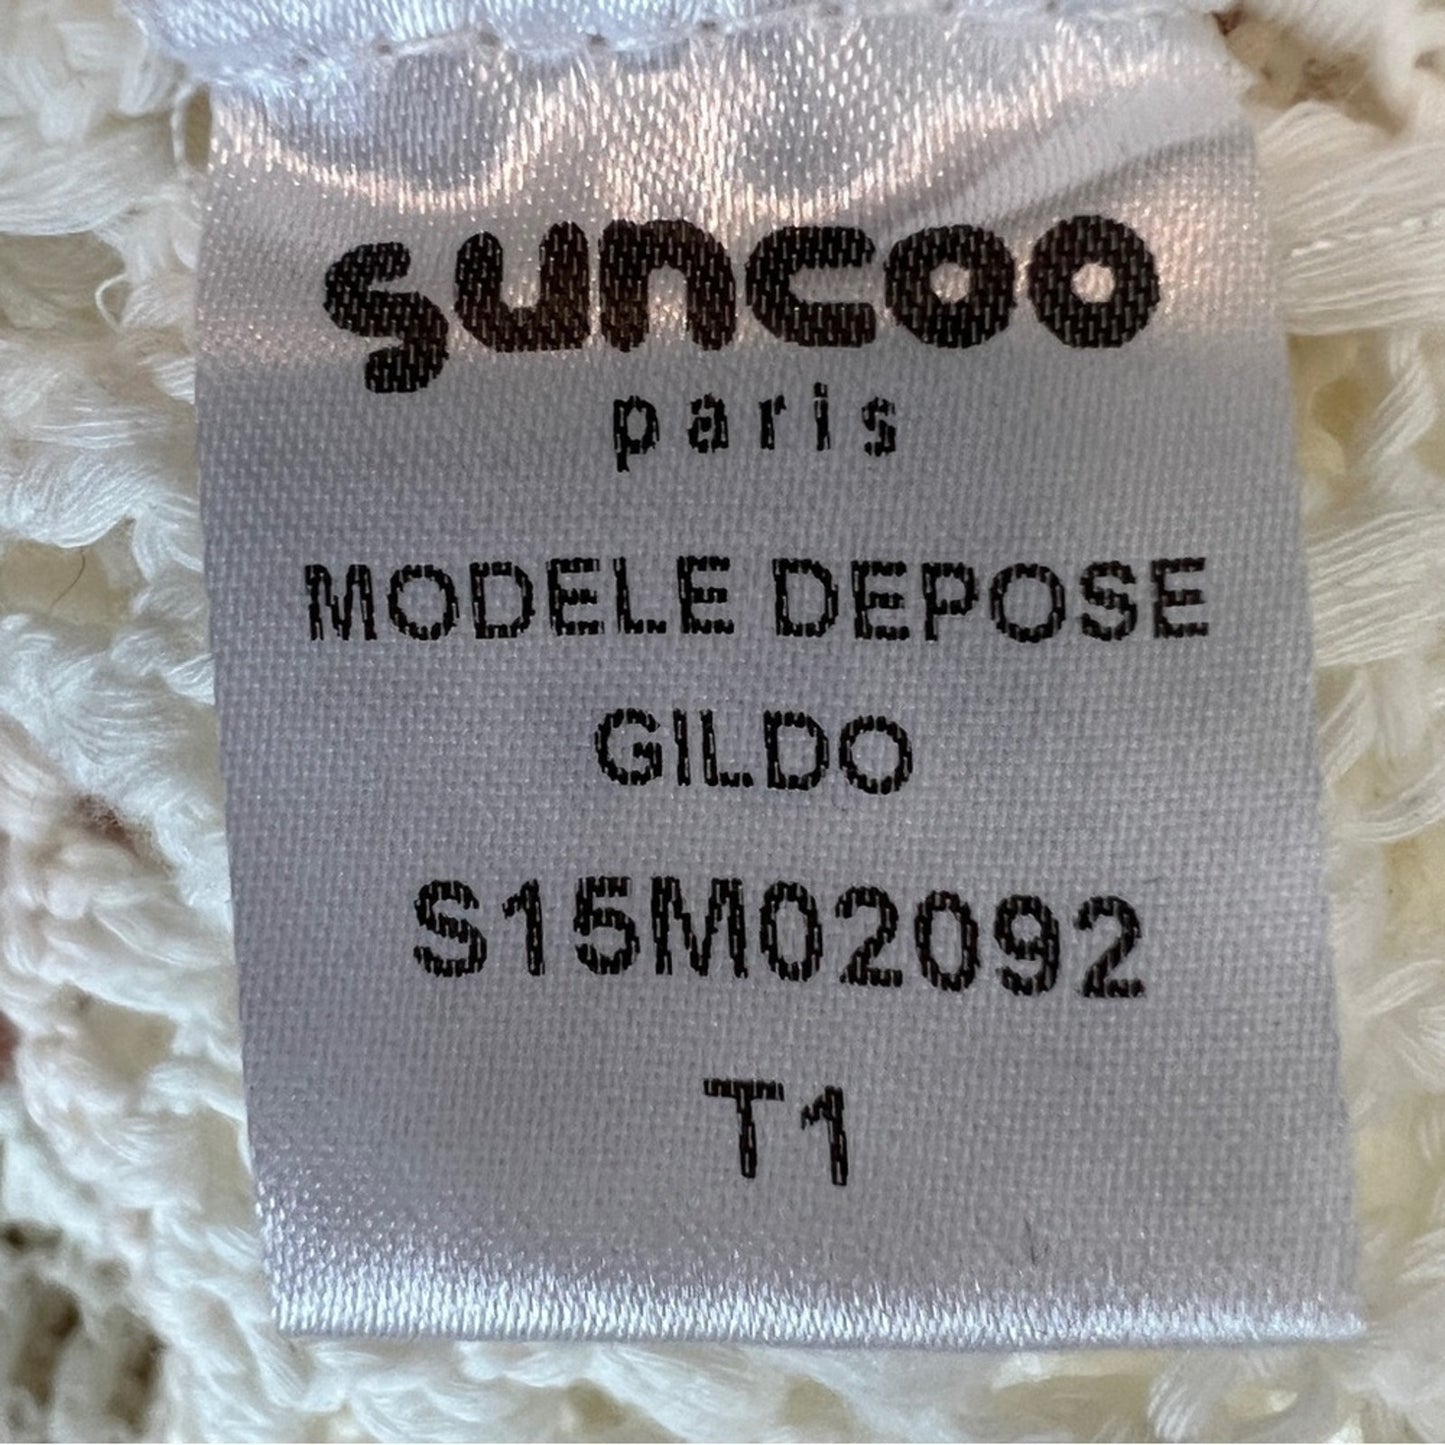 suncoo
paris
MODELE DEPOSE
GILDO
S15M02092
T1